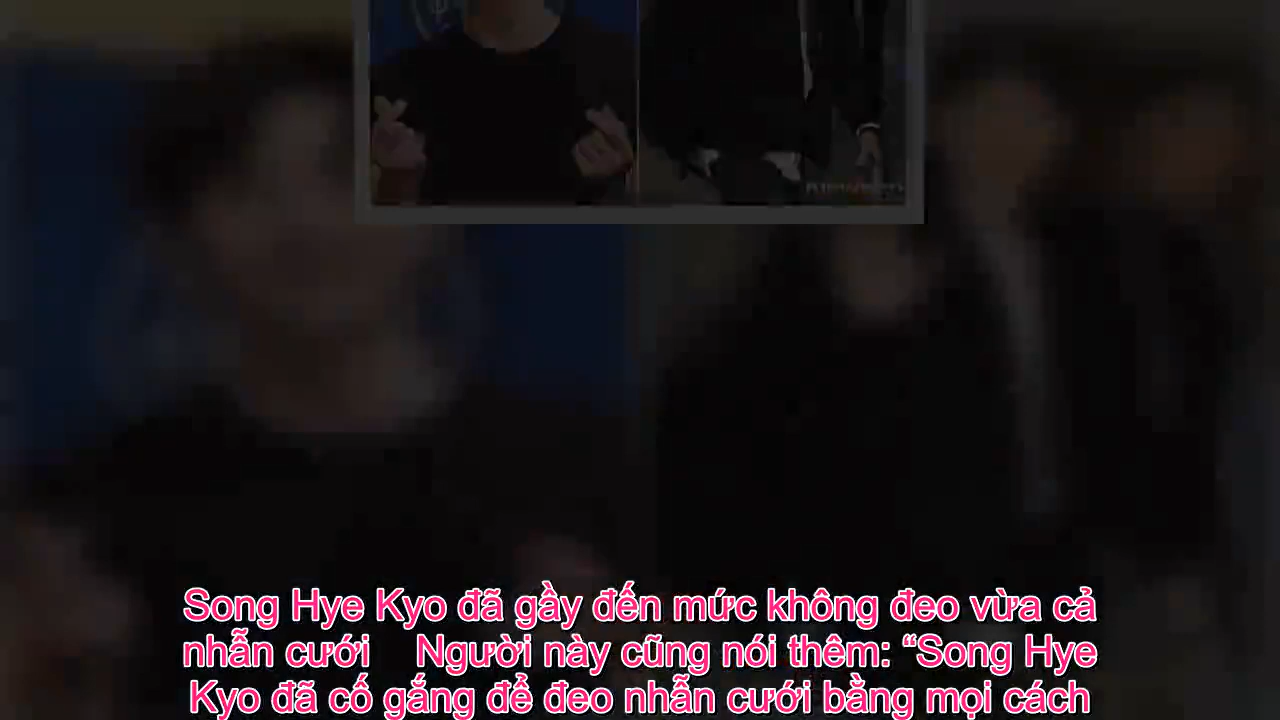 Song Hye Kyo đã gầy đến mức không đeo vừa cả
nhẫn cưới Người này cũng nói thêm: “Song Hye
Kyo đã cố gắng để đeo nhẫn cưới bằng mọi cách